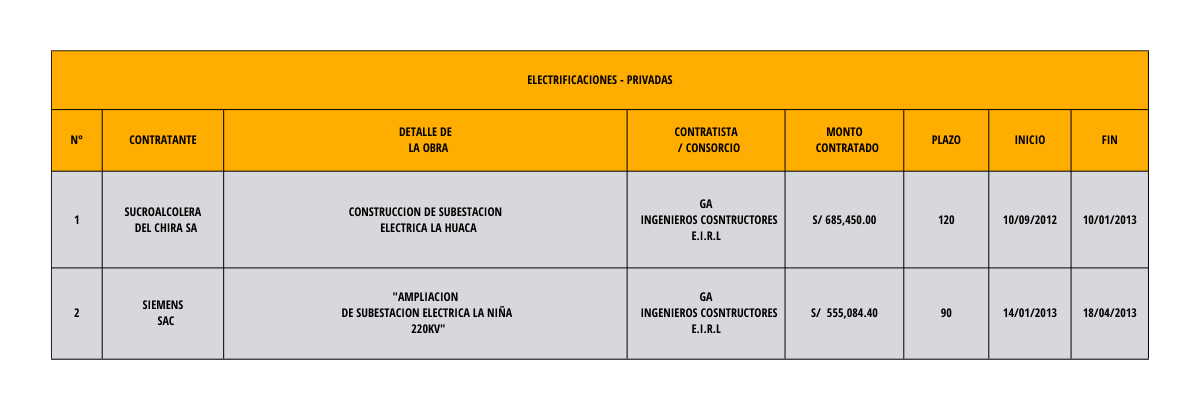 ELECTRIFICACIONES - PRIVADAS
N°
CONTRATANTE
DETALLE DE
LA OBRA
CONTRATISTA
/ CONSORCIO
MONTO
CONTRATADO
PLAZO
INICIO
FIN
1
SUCROALCOLERA
DEL CHIRA SA
CONSTRUCCION DE SUBESTACION
ELECTRICA LA HUACA
GA
INGENIEROS COSNTRUCTORES
E.I.R.L
S/ 685,450.00
120
10/09/2012
10/01/2013
2
SIEMENS
SAC
"AMPLIACION
DE SUBESTACION ELECTRICA LA NIÑA
220KV"
GA
INGENIEROS COSNTRUCTORES
E.I.R.L
S/ 555,084.40
90
14/01/2013
18/04/2013